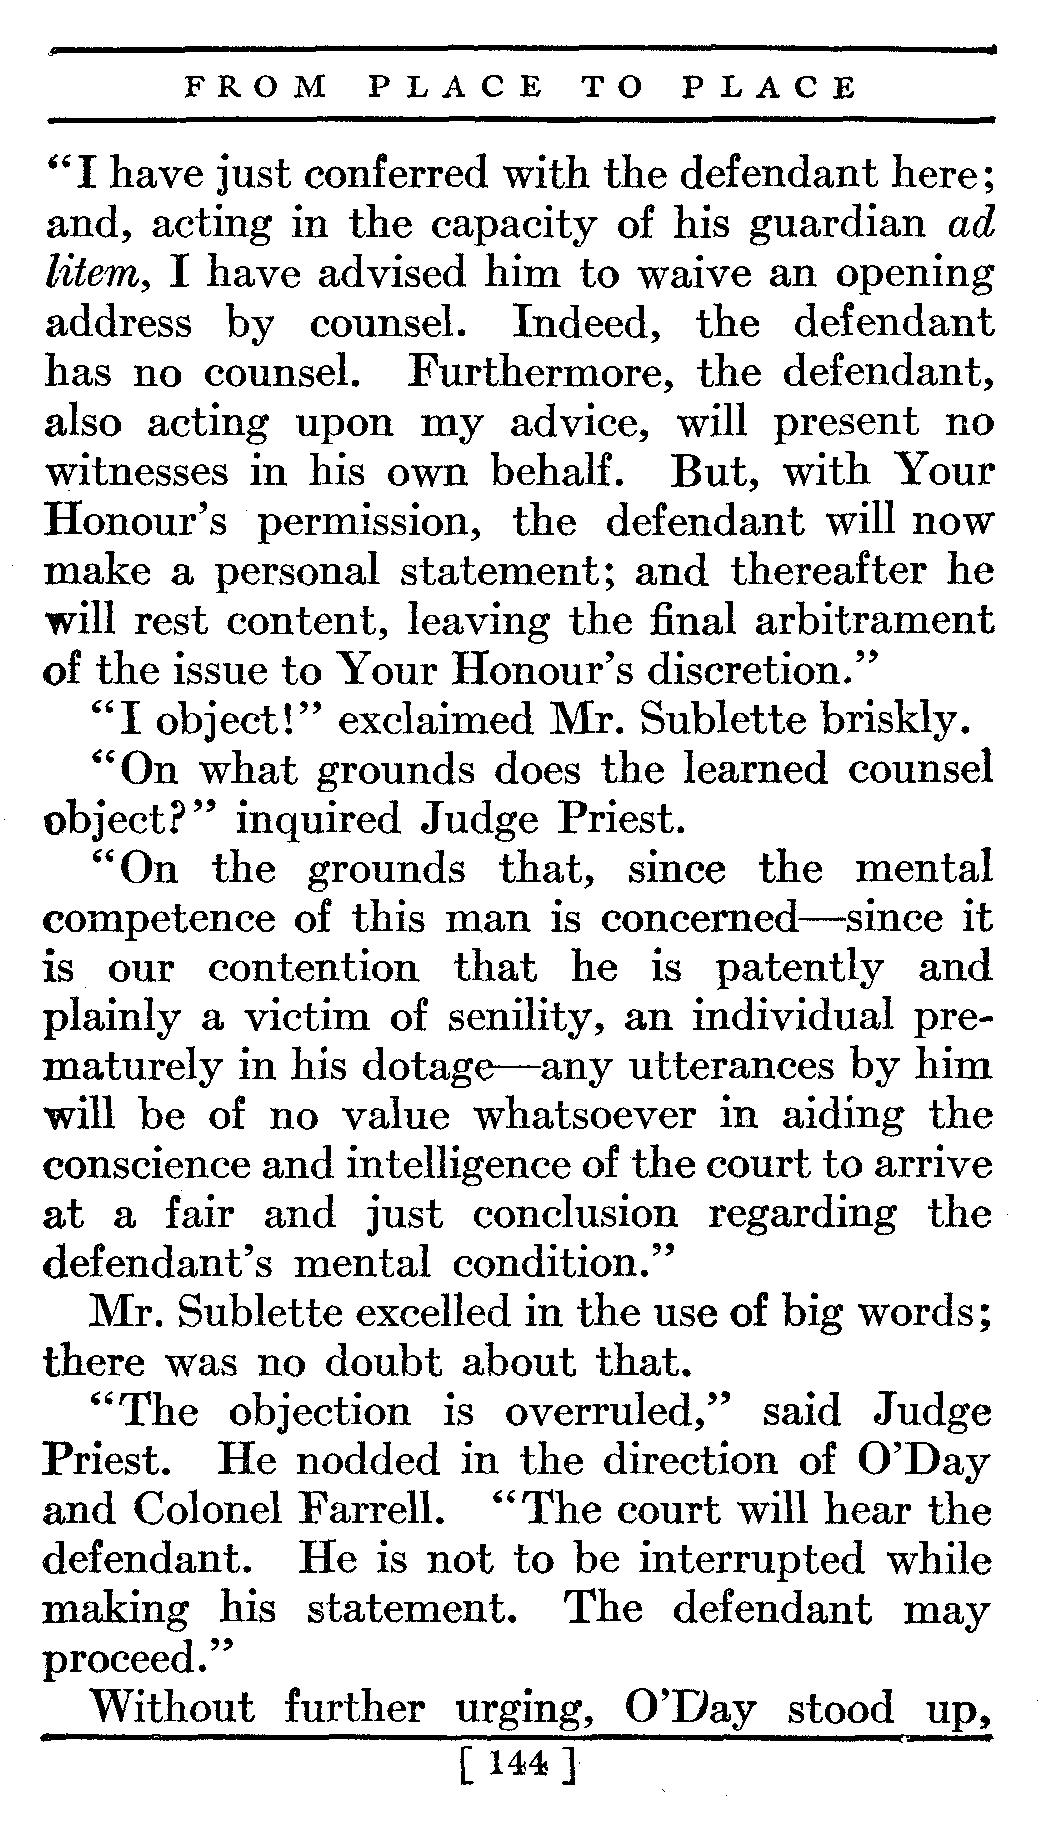 FROM PLACE TO PLACE
“I have just conferred with the defendant here;
and, acting in the capacity of his guardian ad
litem, I have advised him to waive an opening
address by counsel. Indeed, the defendant
has no counsel. Furthermore, the defendant,
also acting upon my advice, will present no
witnesses in his own behalf. But, with Your
Honour’s permission, the defendant will now
make a personal statement; and thereafter he
will rest content, leaving the final arbitrament
of the issue to Your Honour’s discretion.”
“I object!” exclaimed Mr. Sublette briskly.
“On what grounds does the learned counsel
object?” inquired Judge Priest.
“On the grounds that, since the mental
competence of this man is concerned—since it
is our contention that he is patently and
plainly a victim of senility, an individual pre-
maturely in his dotage—any utterances by him
will be of no value whatsoever in aiding the
conscience and intelligence of the court to arrive
at a fair and just conclusion regarding the
defendant’s mental condition.”
Mr. Sublette excelled in the use of big words;
there was no doubt about that.
“The objection is overruled,” said Judge
Priest. He nodded in the direction of O’Day
and Colonel Farrell. “The court will hear the
defendant. He is not to be interrupted while
making his statement. The defendant may
proceed.”
Without further urging, O’Day stood up,
[ 144 ]